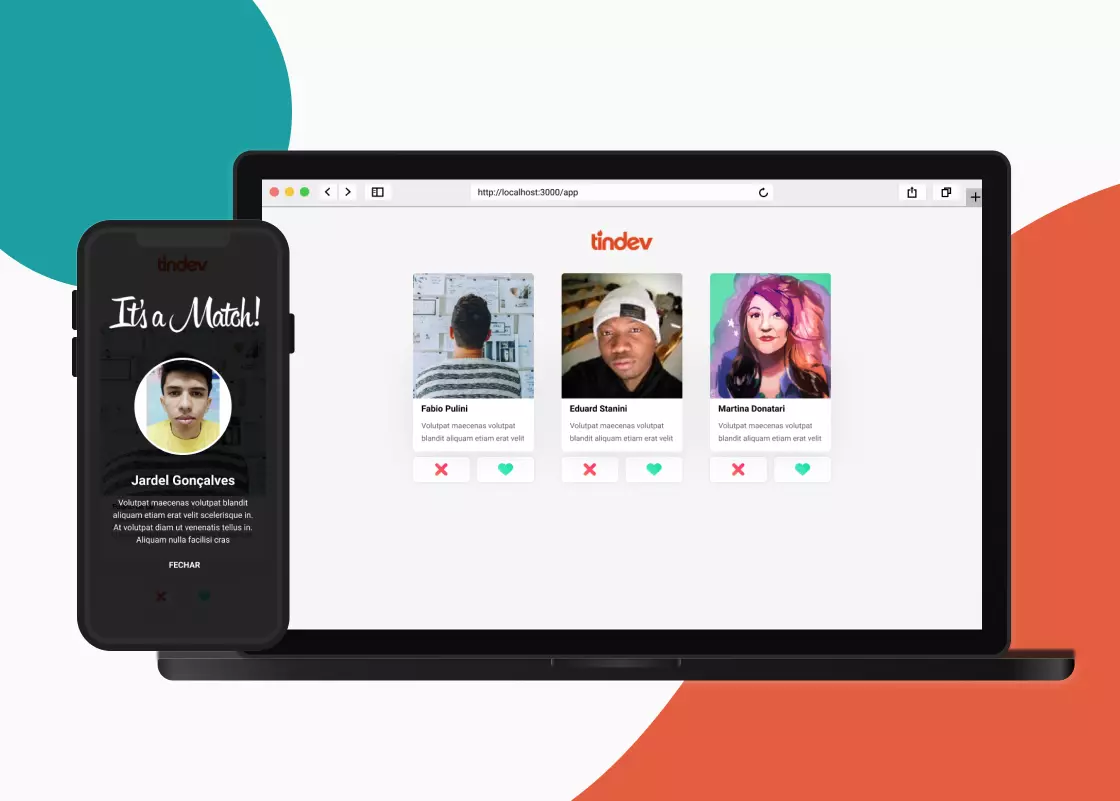 http://localhost:3000/app
tindev
Fabio Pulini
Volutpat maecenas volutpat
blandit aliquam etiam erat velit
Eduard Stanini
Volutpat maecenas volutpat
blandit aliquam etiam erat velit
Martina Donatari
Volutpat maecenas volutpat
blandit aliquam etiam erat velit
tindev
It's a Match!
Jardel Gonçalves
Volutpat maecenas volutpat blandit
aliquam etiam erat velit scelerisque in.
At volutpat diam ut venenatis tellus in.
Aliquam nulla facilisi cras
FECHAR